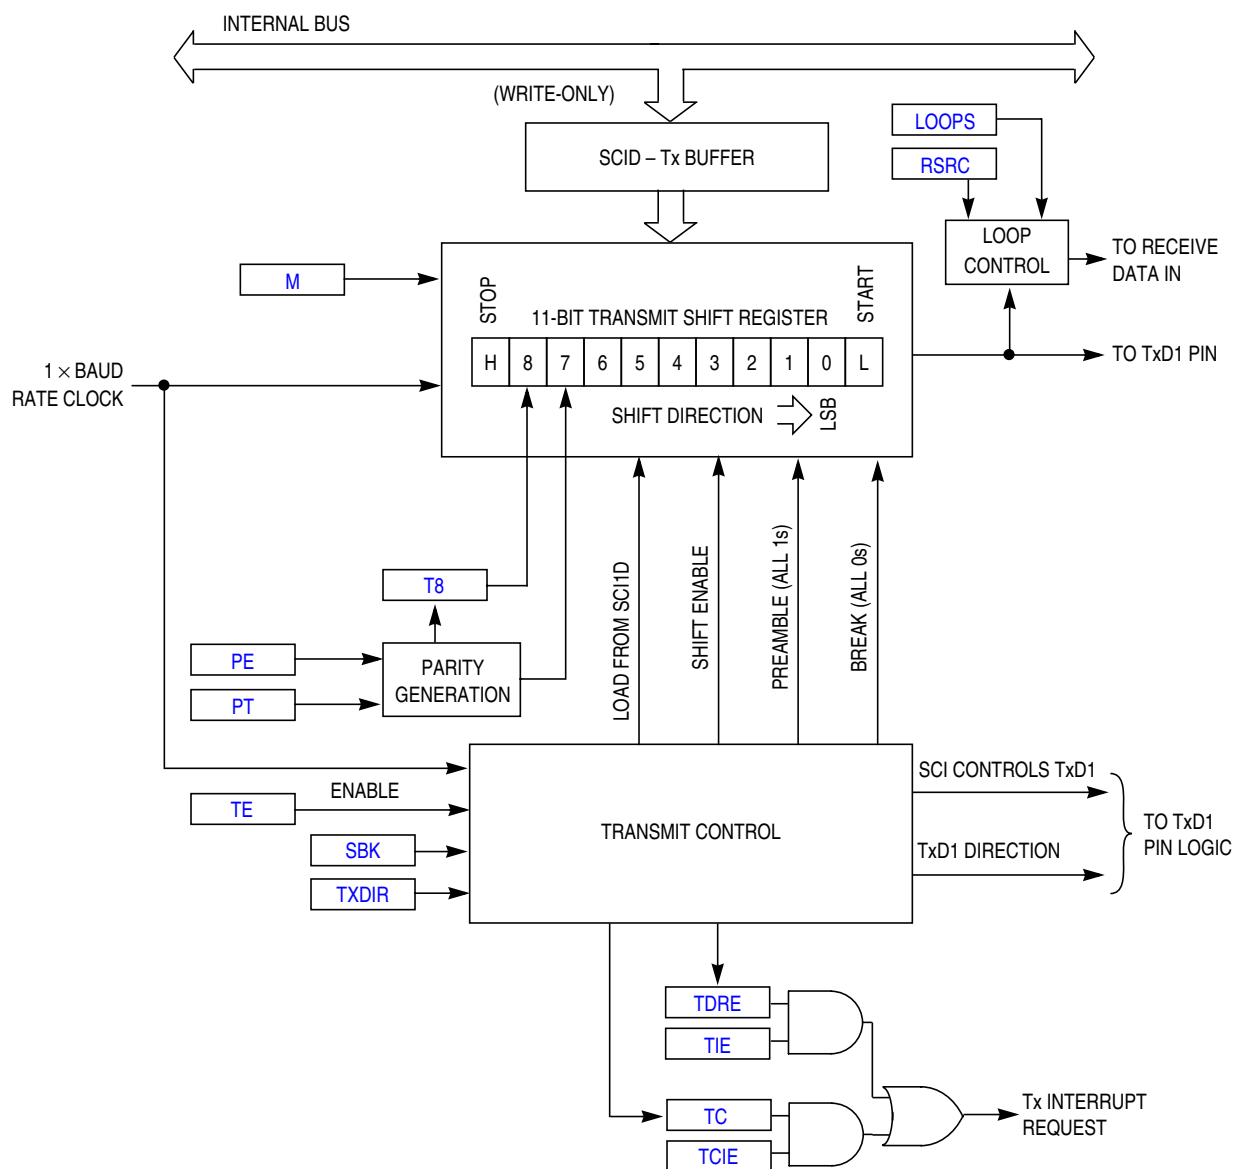 INTERNAL BUS
(WRITE-ONLY)
SCID – Tx BUFFER
LOOPS
RSRC
LOOP
CONTROL
TO RECEIVE
DATA IN
M
STOP
11-BIT TRANSMIT SHIFT REGISTER
START
H 8 7 6 5 4 3 2 1 0 L
SHIFT DIRECTION
LSB
TO TxD1 PIN
1 × BAUD
RATE CLOCK
T8
PE
PT
PARITY
GENERATION
LOAD FROM SCI1D
SHIFT ENABLE
PREAMBLE (ALL 1s)
BREAK (ALL 0s)
ENABLE
TE
SBK
TXDIR
TRANSMIT CONTROL
SCI CONTROLS TxD1
TxD1 DIRECTION
TO TxD1
PIN LOGIC
TDRE
TIE
TC
TCIE
Tx INTERRUPT
REQUEST